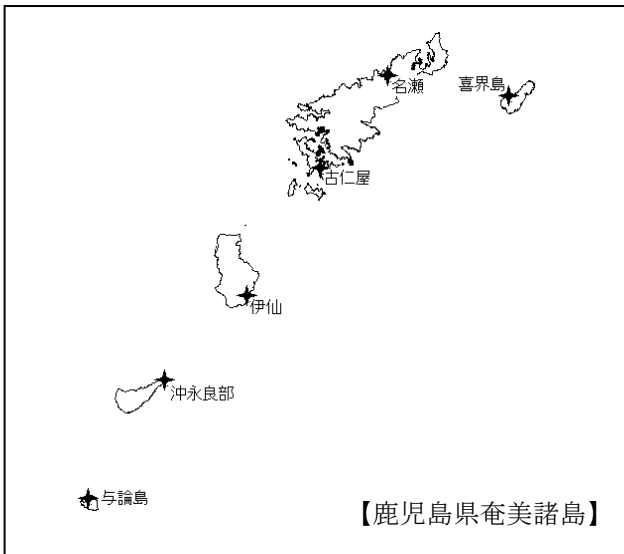 名瀬
喜界島
古仁屋
伊仙
沖永良部
与論島
【鹿児島県奄美諸島】